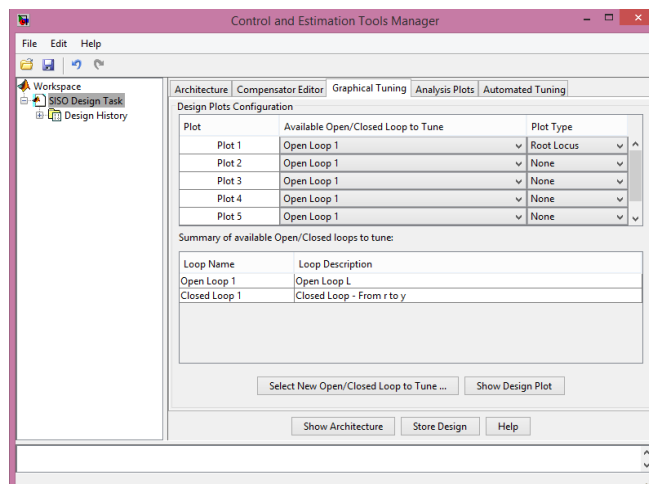 Control and Estimation Tools Manager
File Edit Help
Workspace
SISO Design Task
Design History
Architecture Compensator Editor Graphical Tuning Analysis Plots Automated Tuning
Design Plots Configuration
Plot Available Open/Closed Loop to Tune Plot Type
Plot 1 Open Loop 1 Root Locus
Plot 2 Open Loop 1 None
Plot 3 Open Loop 1 None
Plot 4 Open Loop 1 None
Plot 5 Open Loop 1 None
Summary of available Open/Closed loops to tune:
Loop Name Loop Description
Open Loop 1 Open Loop L
Closed Loop 1 Closed Loop - From r to y
Select New Open/Closed Loop to Tune ... Show Design Plot
Show Architecture Store Design Help